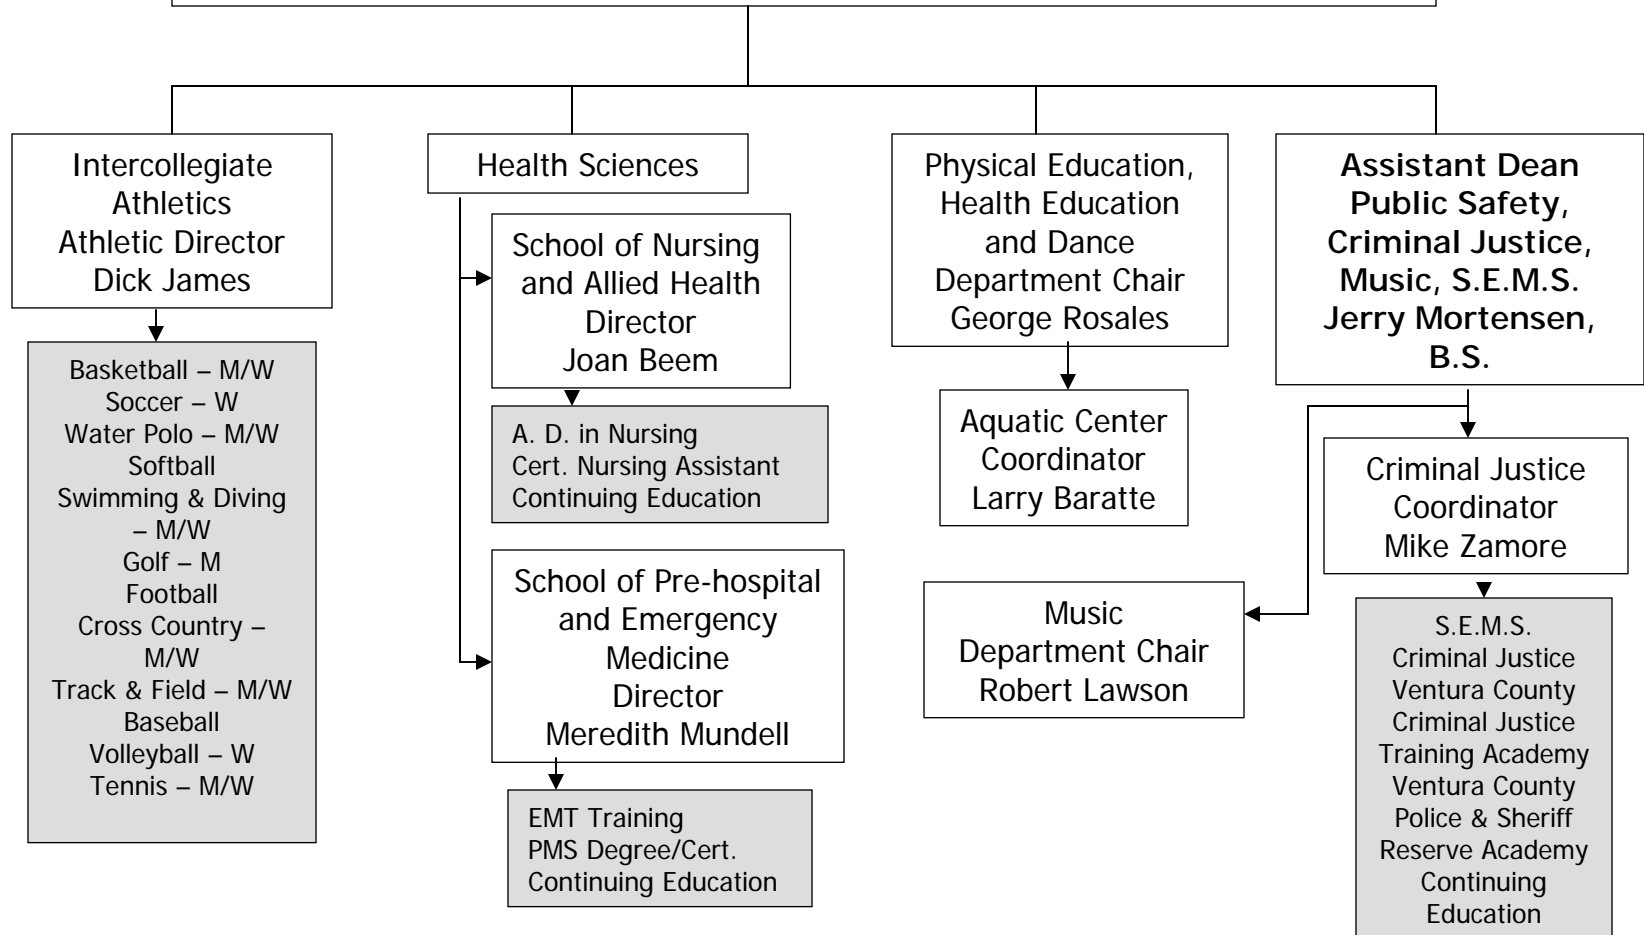 Intercollegiate
Athletics
Athletic Director
Dick James
Basketball – M/W
Soccer – W
Water Polo – M/W
Softball
Swimming & Diving
– M/W
Golf – M
Football
Cross Country –
M/W
Track & Field – M/W
Baseball
Volleyball – W
Tennis – M/W
Health Sciences
School of Nursing
and Allied Health
Director
Joan Beem
A. D. in Nursing
Cert. Nursing Assistant
Continuing Education
School of Pre-hospital
and Emergency
Medicine
Director
Meredith Mundell
EMT Training
PMS Degree/Cert.
Continuing Education
Physical Education,
Health Education
and Dance
Department Chair
George Rosales
Aquatic Center
Coordinator
Larry Baratte
Assistant Dean
Public Safety,
Criminal Justice,
Music, S.E.M.S.
Jerry Mortensen,
B.S.
Music
Department Chair
Robert Lawson
Criminal Justice
Coordinator
Mike Zamore
S.E.M.S.
Criminal Justice
Ventura County
Criminal Justice
Training Academy
Ventura County
Police & Sheriff
Reserve Academy
Continuing
Education